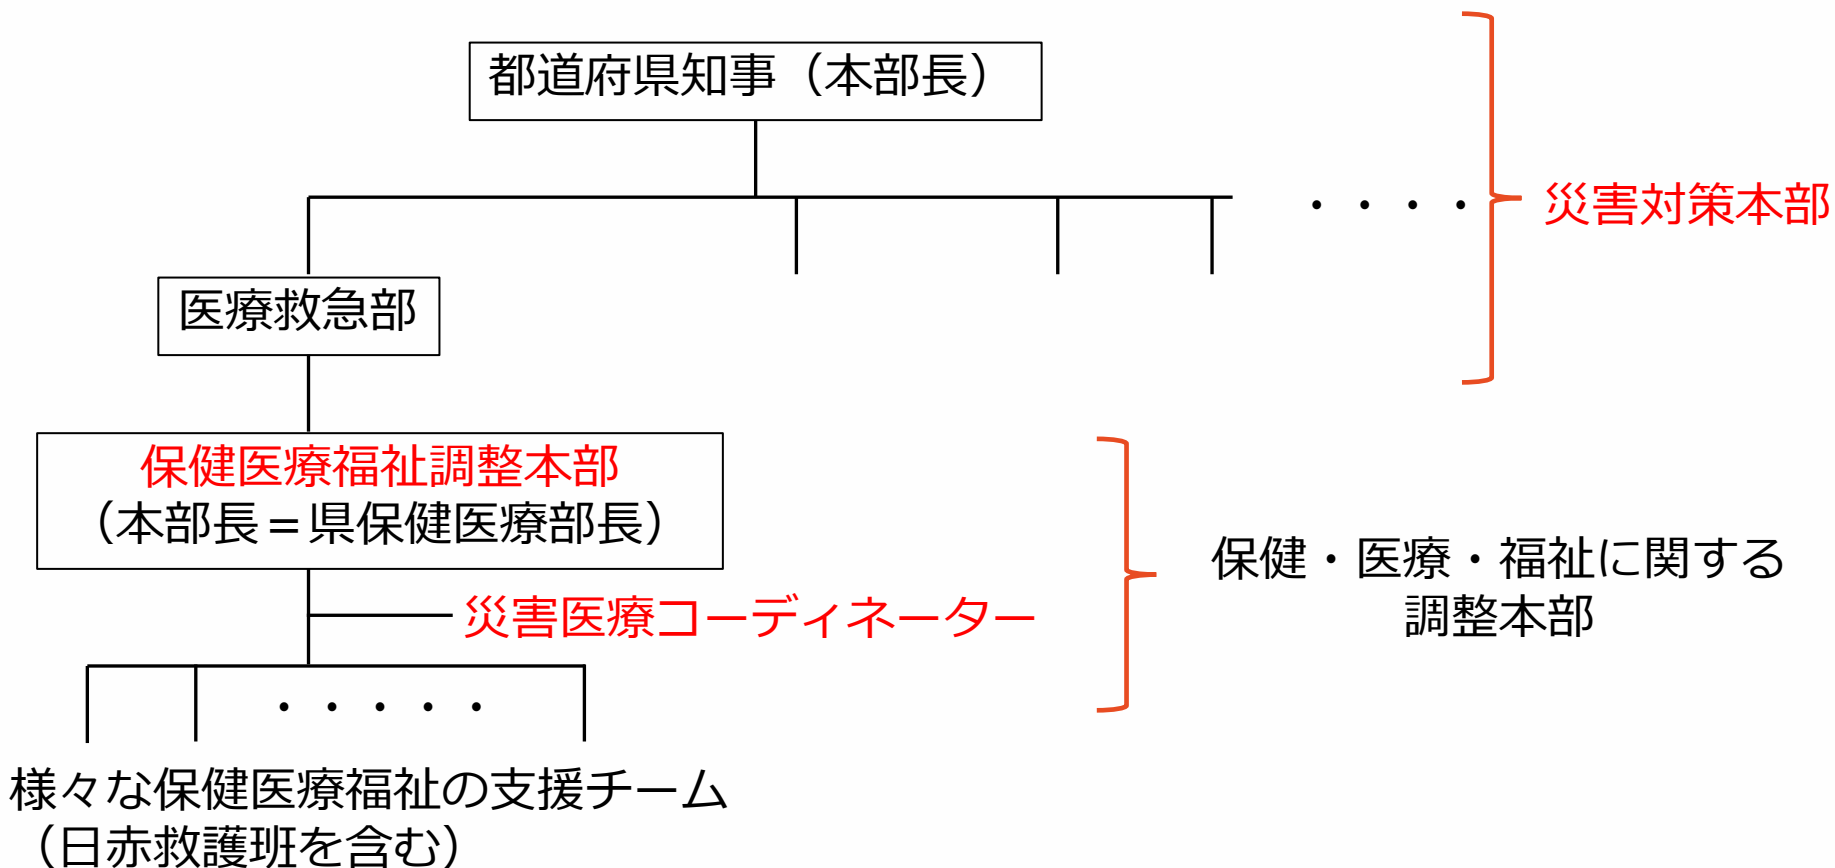 都道府県知事（本部長）
・・・・
災害対策本部
医療救急部
保健医療福祉調整本部
（本部長＝県保健医療部長）
保健・医療・福祉に関する
調整本部
災害医療コーディネーター
・・・・・
様々な保健医療福祉の支援チーム
（日赤救護班を含む）